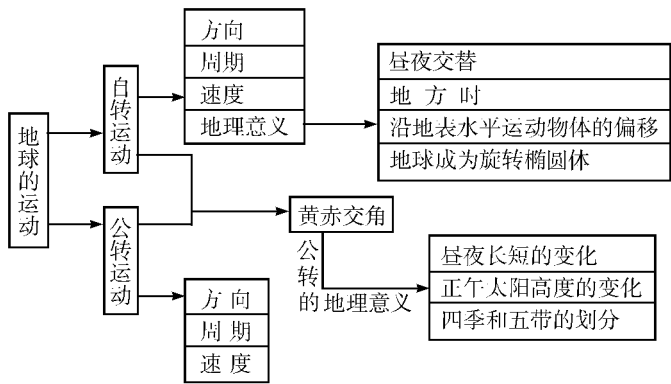 地球的运动
自转运动
方向
周期
速度
地理意义
昼夜交替
地 方 时
沿地表水平运动物体的偏移
地球成为旋转椭圆体
公转运动
黄赤交角
公转的地理意义
昼夜长短的变化
正午太阳高度的变化
四季和五带的划分
方 向
周 期
速 度